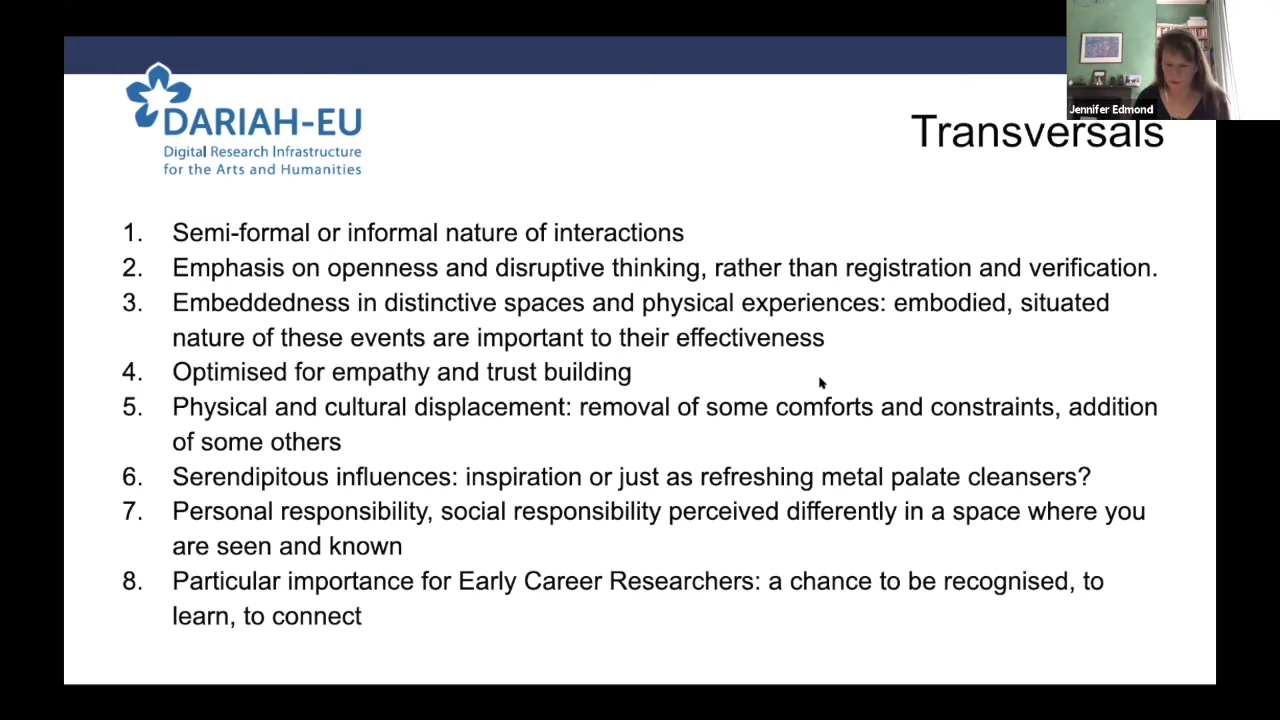 Jennifer Edmond
DARIAH-EU
Digital Research Infrastructure
for the Arts and Humanities
Transversals
1. Semi-formal or informal nature of interactions
2. Emphasis on openness and disruptive thinking, rather than registration and verification.
3. Embeddedness in distinctive spaces and physical experiences: embodied, situated
nature of these events are important to their effectiveness
4. Optimised for empathy and trust building
5. Physical and cultural displacement: removal of some comforts and constraints, addition
of some others
6. Serendipitous influences: inspiration or just as refreshing metal palate cleansers?
7. Personal responsibility, social responsibility perceived differently in a space where you
are seen and known
8. Particular importance for Early Career Researchers: a chance to be recognised, to
learn, to connect